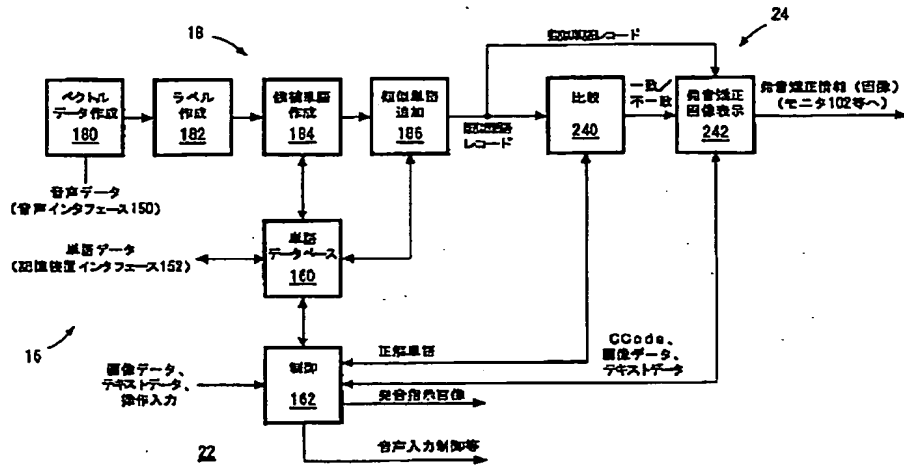 18
24
ベクトル
データ作成
180
ラベル
作成
182
候補単語
作成
184
類似単語
追加
186
レコード
認識単語
レコード
比較
240
一致/
不一致
発音矯正
画像表示
242
発音矯正情報(画像)
(モニタ102等へ)
音声データ
(音声インタフェース150)
単語データ
(記憶装置インタフェース152)
単語
データベース
160
16
画像データ、
テキストデータ、
操作入力
制御
162
正解単語
CCode、
画像データ、
テキストデータ
発音指示画像
音声入力制御等
22